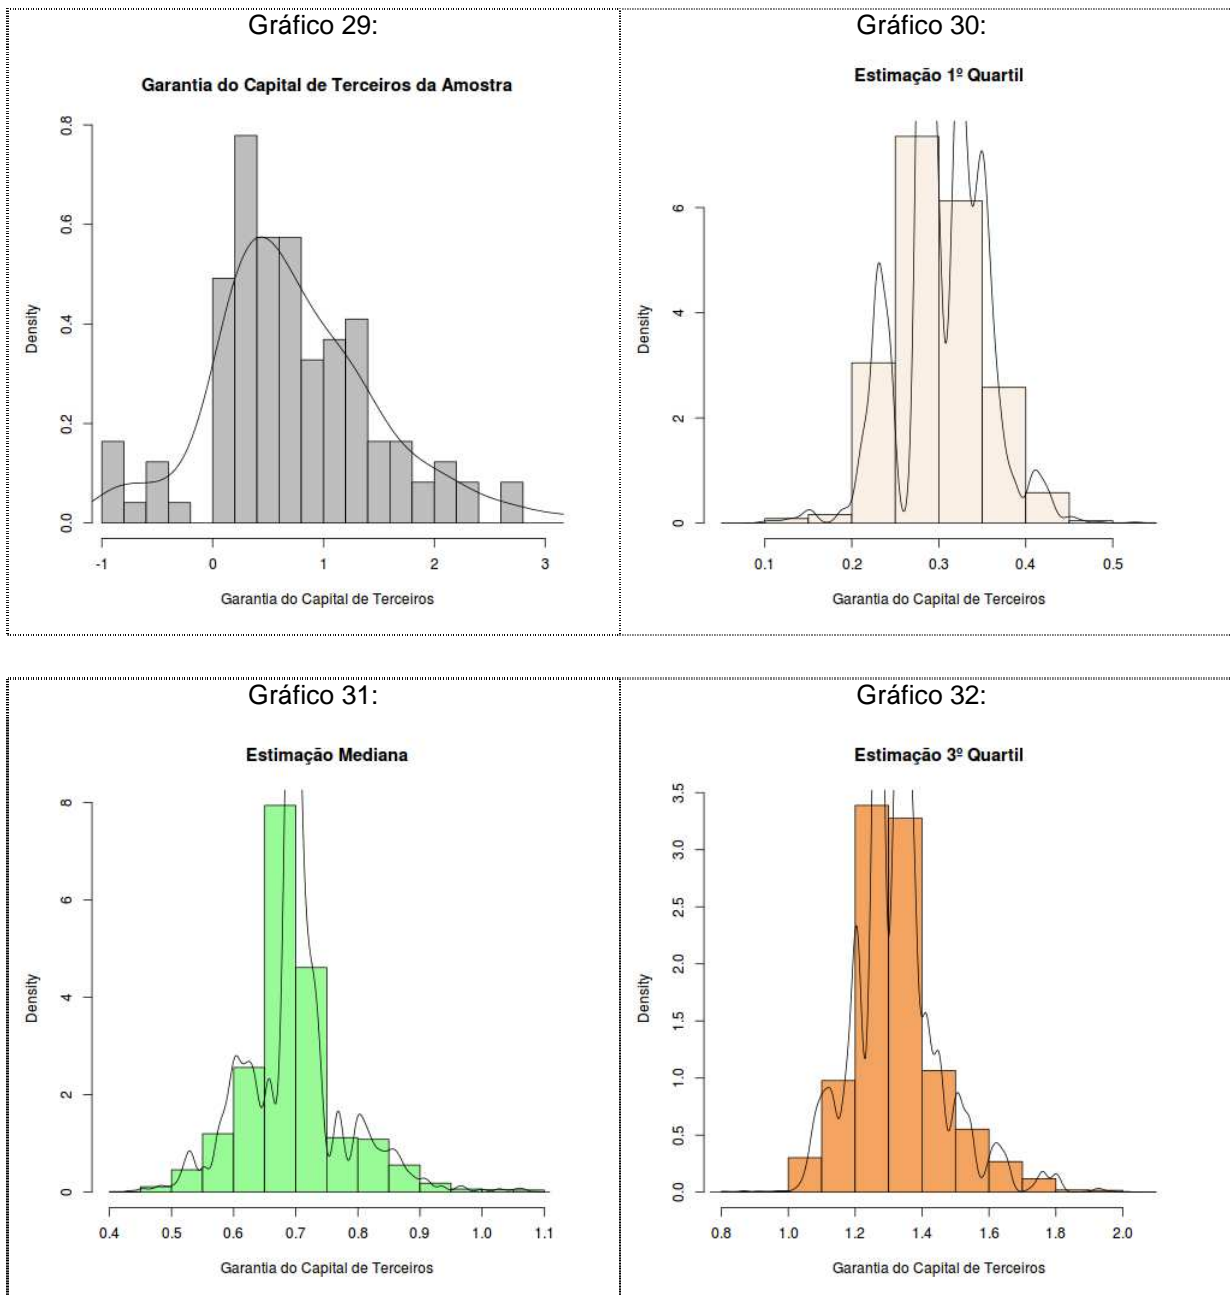 Gráfico 29:
Garantia do Capital de Terceiros da Amostra
Density
0.0 0.2 0.4 0.6 0.8
-1 0 1 2 3
Garantia do Capital de Terceiros
Gráfico 30:
Estimação 1º Quartil
Density
0 2 4 6
0.1 0.2 0.3 0.4 0.5
Garantia do Capital de Terceiros
Gráfico 31:
Estimação Mediana
Density
0 2 4 6 8
0.4 0.5 0.6 0.7 0.8 0.9 1.0 1.1
Garantia do Capital de Terceiros
Gráfico 32:
Estimação 3º Quartil
Density
0.0 0.5 1.0 1.5 2.0 2.5 3.0 3.5
0.8 1.0 1.2 1.4 1.6 1.8 2.0
Garantia do Capital de Terceiros